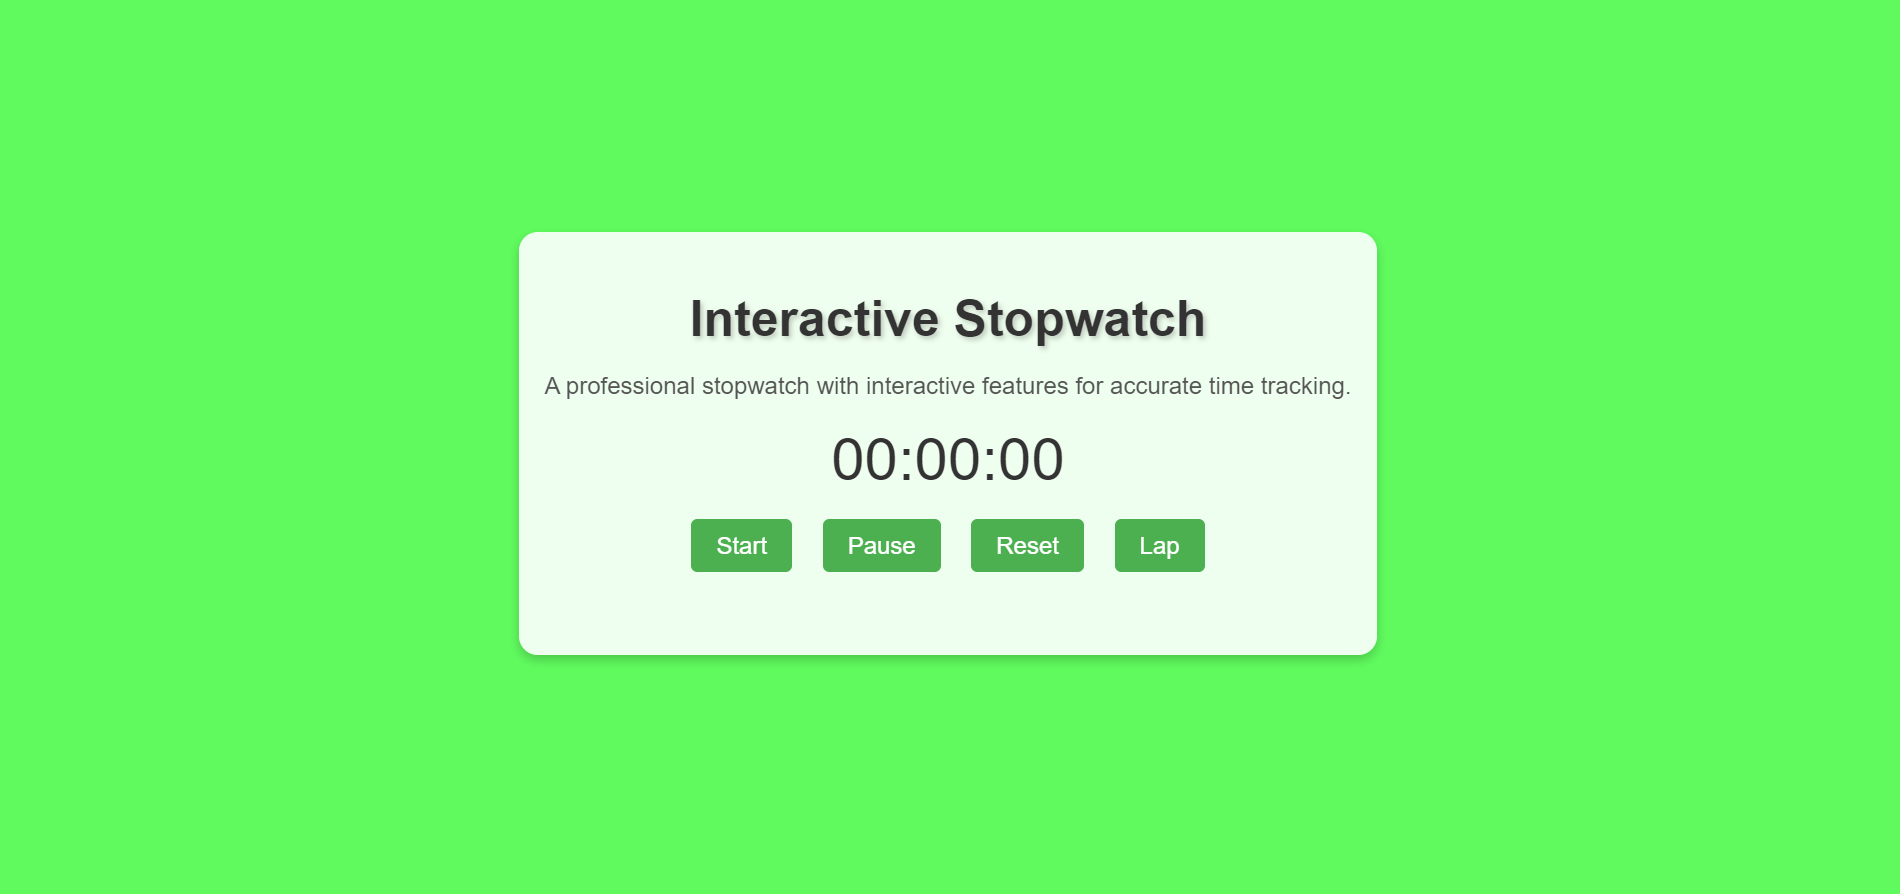 Interactive Stopwatch
A professional stopwatch with interactive features for accurate time tracking.
00:00:00
Start Pause Reset Lap